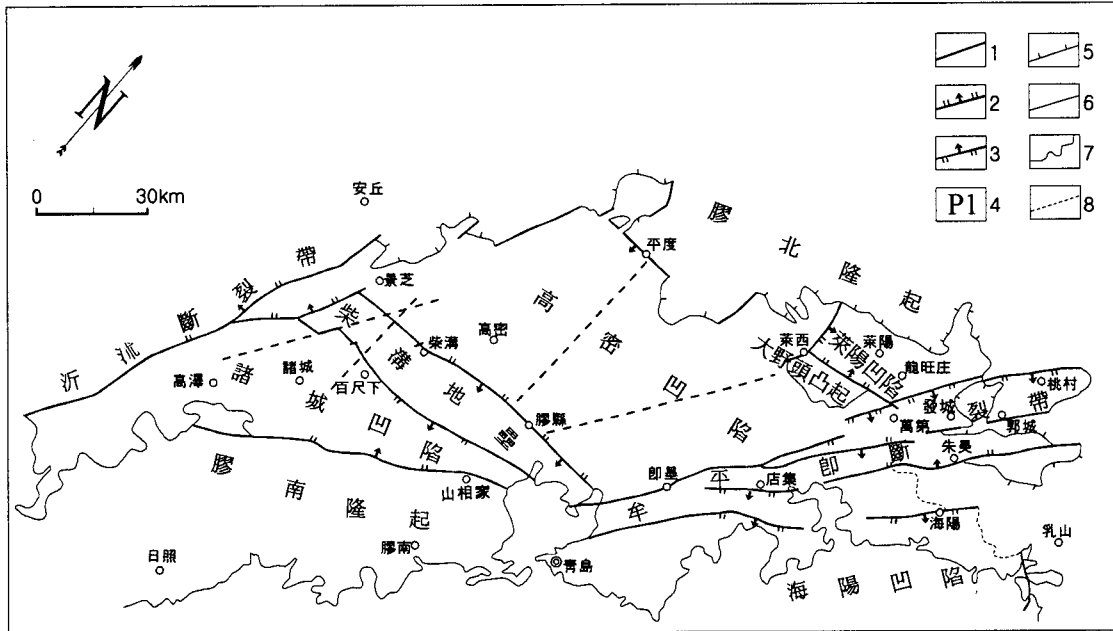 N
0 30km
1
2
3
P1 4
5
6
7
8
安丘
沂沭斷裂帶
景芝
平度
膠北隆起
高密凹陷
高密
柴溝地壘
柴溝
諸城凹陷
高澤
諸城
百尺下
膠縣
萊西
萊陽
萊陽凹陷
大野頭凸起
龍旺庄
發城
桃村
郭城
萬第
朱吳
牟平即斷裂帶
即墨
店集
山相家
膠南隆起
膠南
日照
青島
海陽
乳山
海陽凹陷